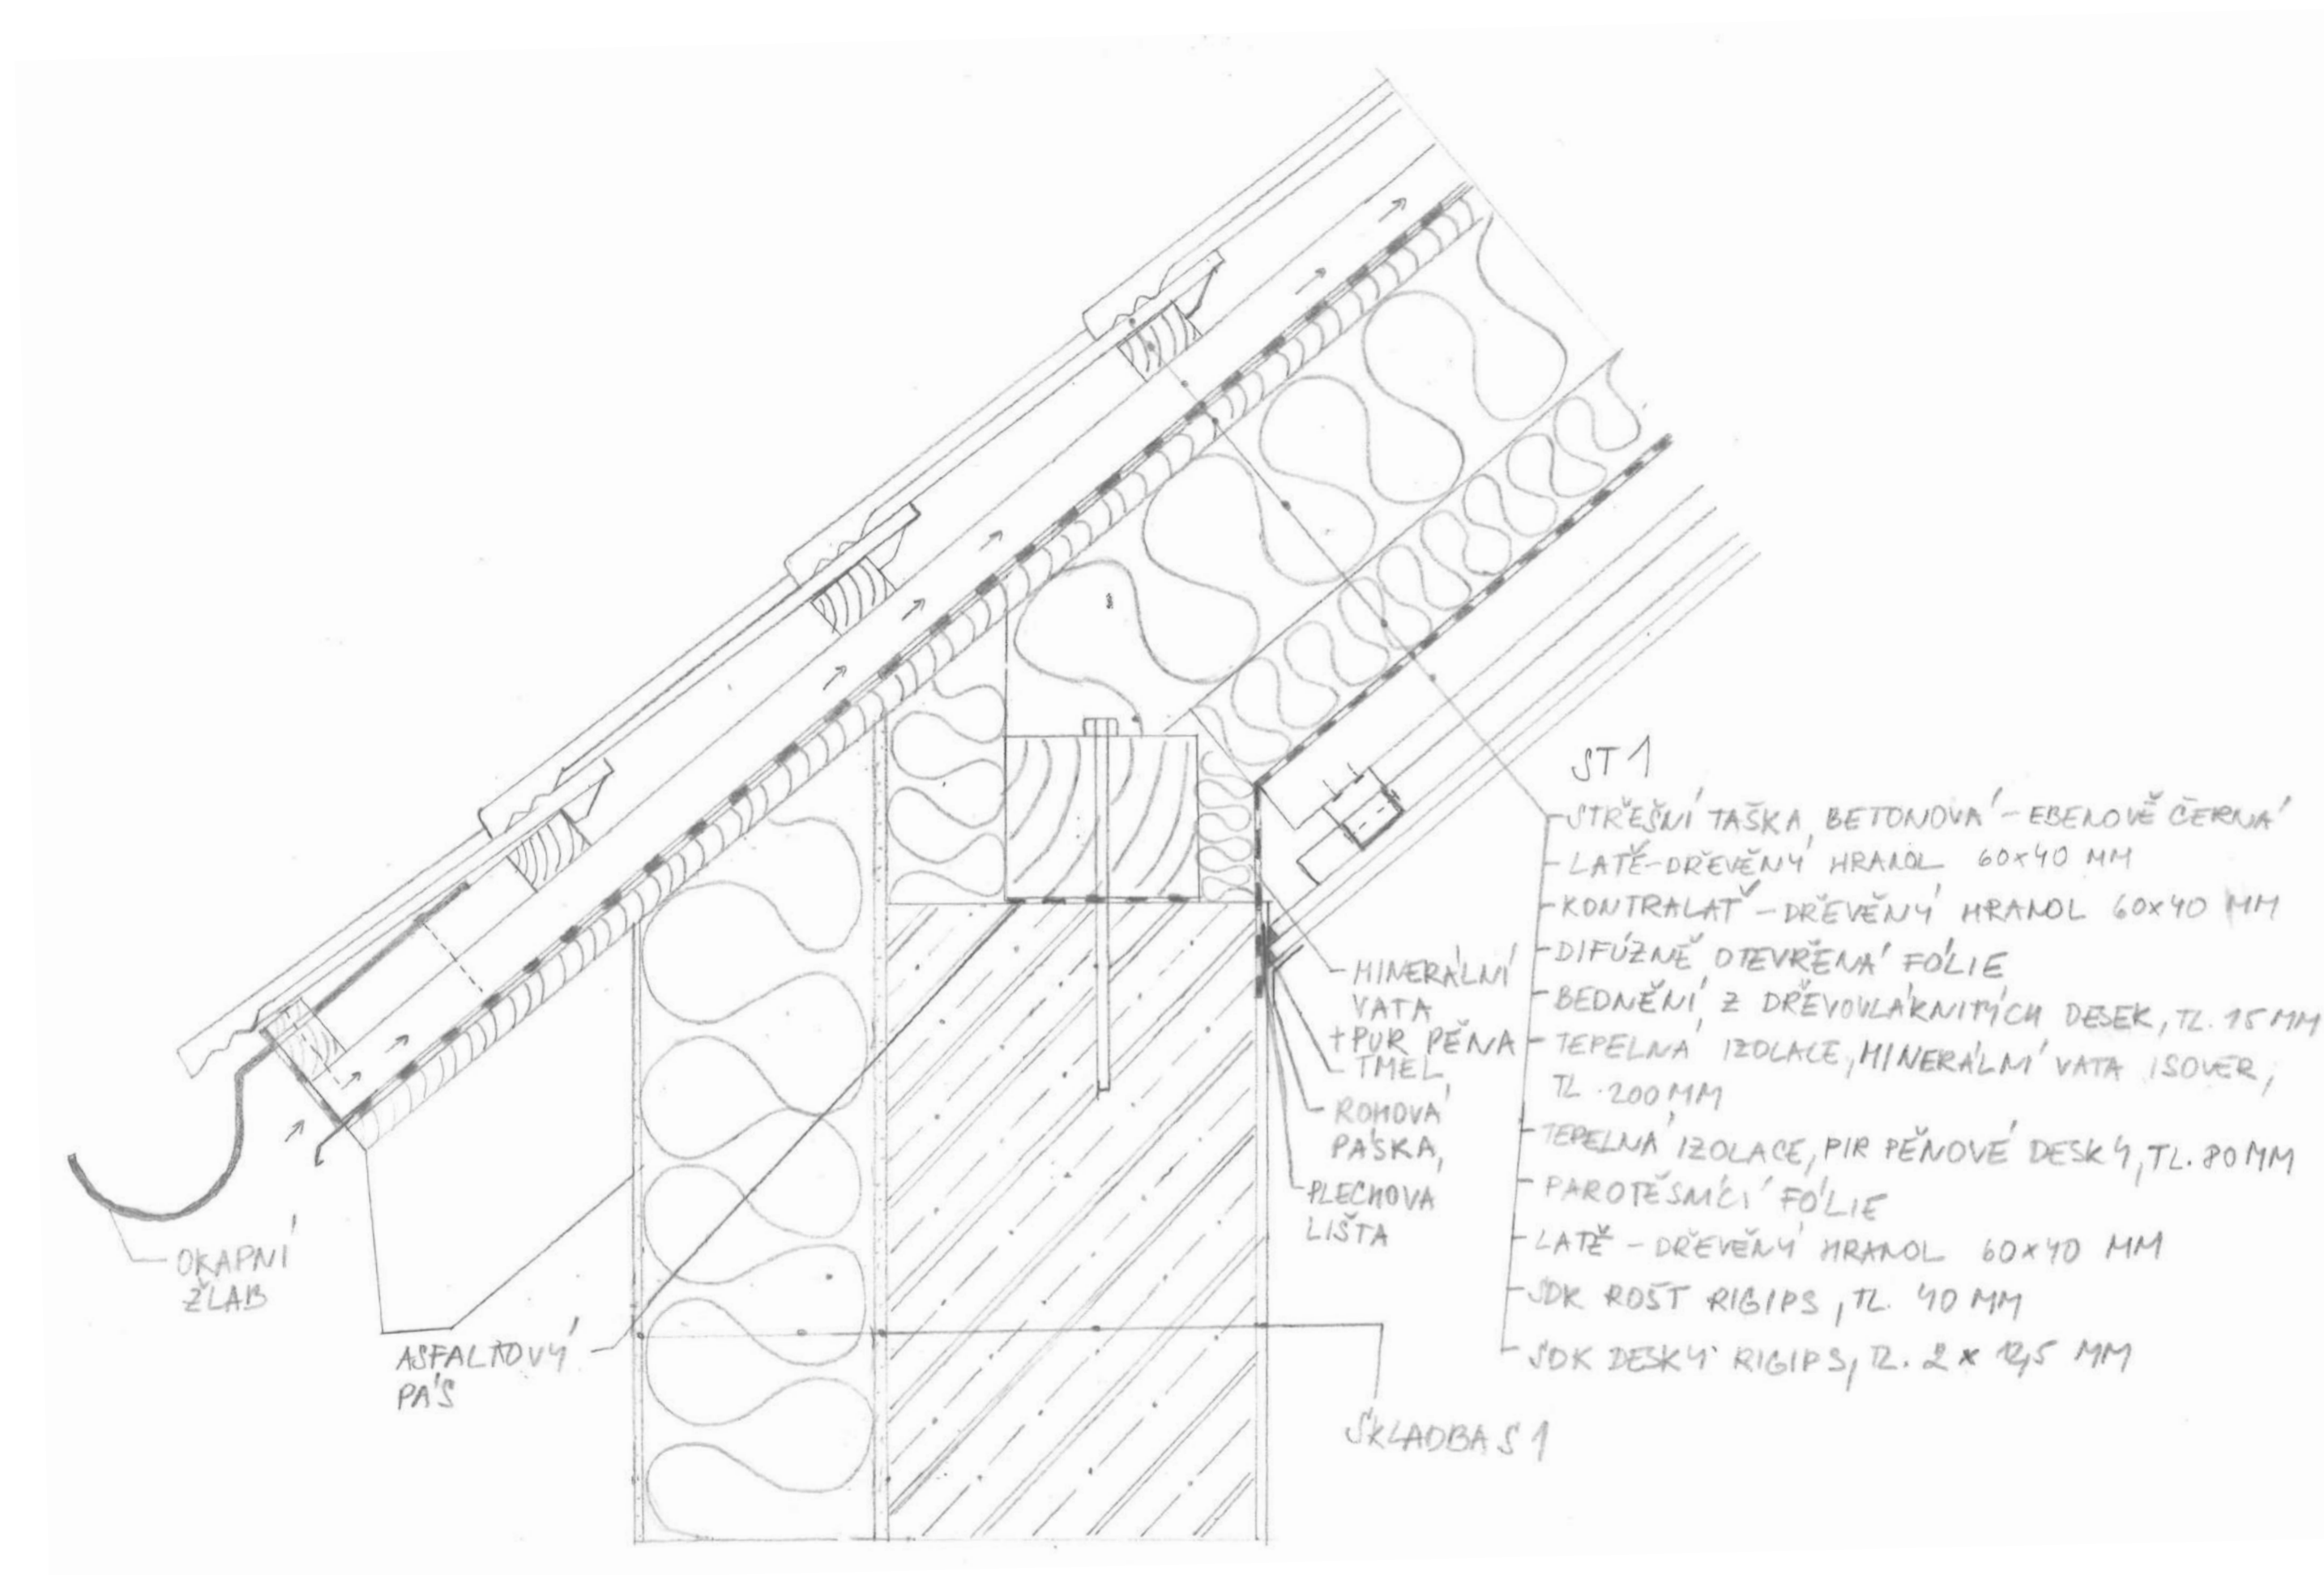 ST1
STŘEŠNÍ TAŠKA, BETONOVÁ - EBENOVĚ ČERNÁ
LATĚ-DŘEVĚNÝ HRANOL 60x40 MM
KONTRALAŤ - DŘEVĚNÝ HRANOL 60x40 MM
DIFÚZNĚ OTEVŘENÁ FÓLIE
BEDNĚNÍ Z DŘEVOVLÁKNITÝCH DESEK, TL. 15 MM
TEPELNÁ IZOLACE, MINERÁLNÍ VATA ISOVER,
TL. 200 MM
TEPELNÁ IZOLACE, PIR PĚNOVÉ DESKY, TL. 80 MM
PAROTĚSNÍCÍ FÓLIE
LATĚ - DŘEVĚNÝ HRANOL 60x40 MM
SDK ROŠT RIGIPS, TL. 40 MM
SDK DESKY RIGIPS, TL. 2 x 12,5 MM
MINERÁLNÍ
VATA
+ PUR PĚNA
TMEL
ROHOVÁ
PÁSKA,
PLECHOVA
LIŠTA
OKAPNÍ
ŽLAB
ASFALTOVÝ
PÁS
SKLADBA S1